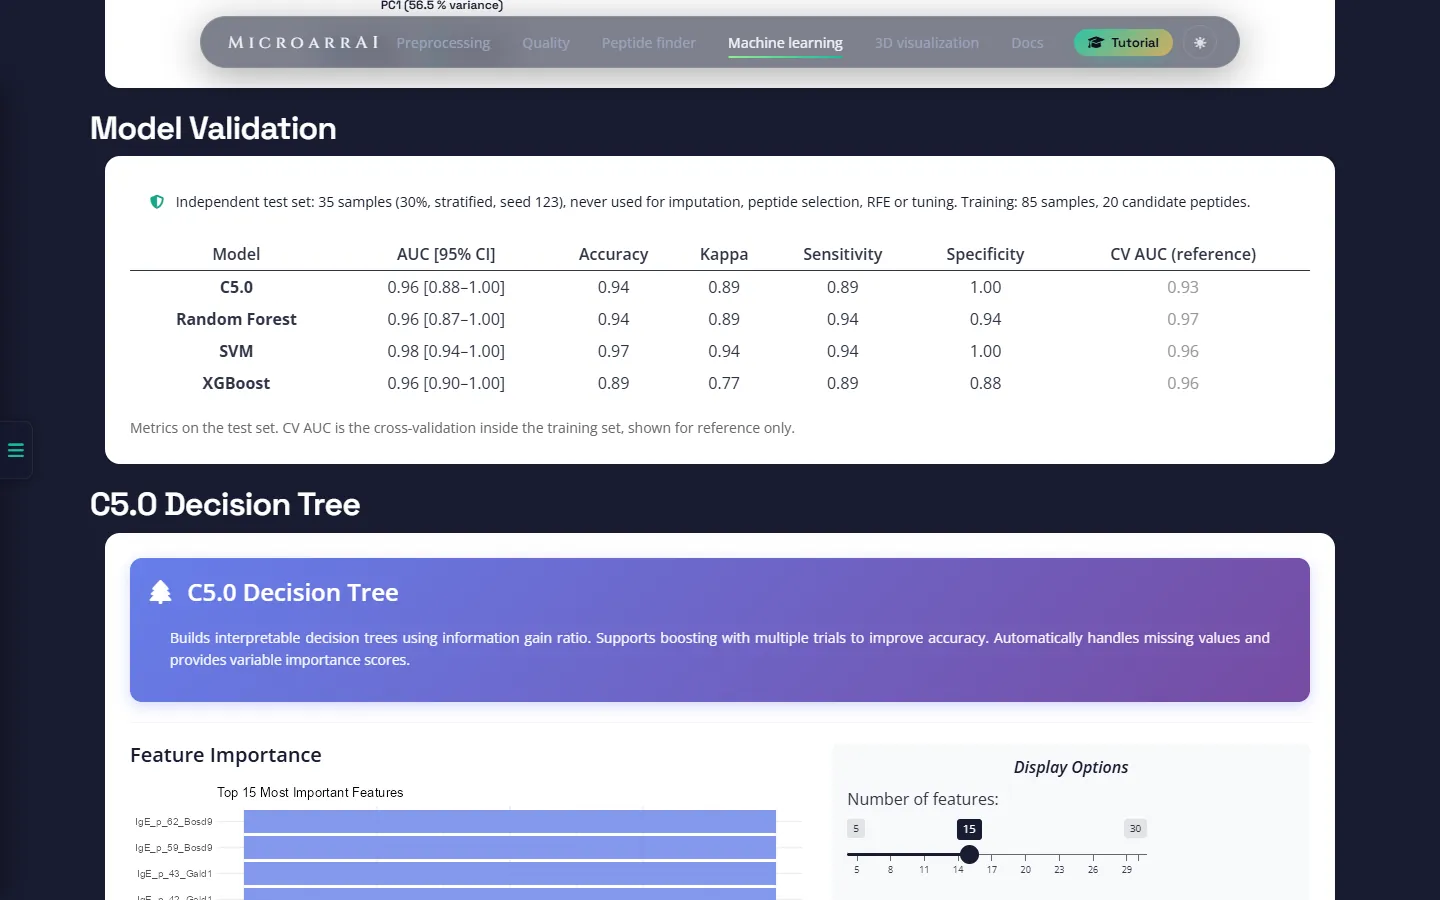 PC1 (56.5 % variance)
MICROARRAI Preprocessing Quality Peptide finder Machine learning 3D visualization Docs Tutorial
Model Validation
Independent test set: 35 samples (30%, stratified, seed 123), never used for imputation, peptide selection, RFE or tuning. Training: 85 samples, 20 candidate peptides.
Model AUC [95% CI] Accuracy Kappa Sensitivity Specificity CV AUC (reference)
C5.0 0.96 [0.88–1.00] 0.94 0.89 0.89 1.00 0.93
Random Forest 0.96 [0.87–1.00] 0.94 0.89 0.94 0.94 0.97
SVM 0.98 [0.94–1.00] 0.97 0.94 0.94 1.00 0.96
XGBoost 0.96 [0.90–1.00] 0.89 0.77 0.89 0.88 0.96
Metrics on the test set. CV AUC is the cross-validation inside the training set, shown for reference only.
C5.0 Decision Tree
C5.0 Decision Tree
Builds interpretable decision trees using information gain ratio. Supports boosting with multiple trials to improve accuracy. Automatically handles missing values and
provides variable importance scores.
Feature Importance
Top 15 Most Important Features
IgE_p_62_Bosd9
IgE_p_59_Bosd9
IgE_p_43_Gald1
IgE_p_42_Gald1
Display Options
Number of features:
5 15 30
5 8 11 14 17 20 23 26 29